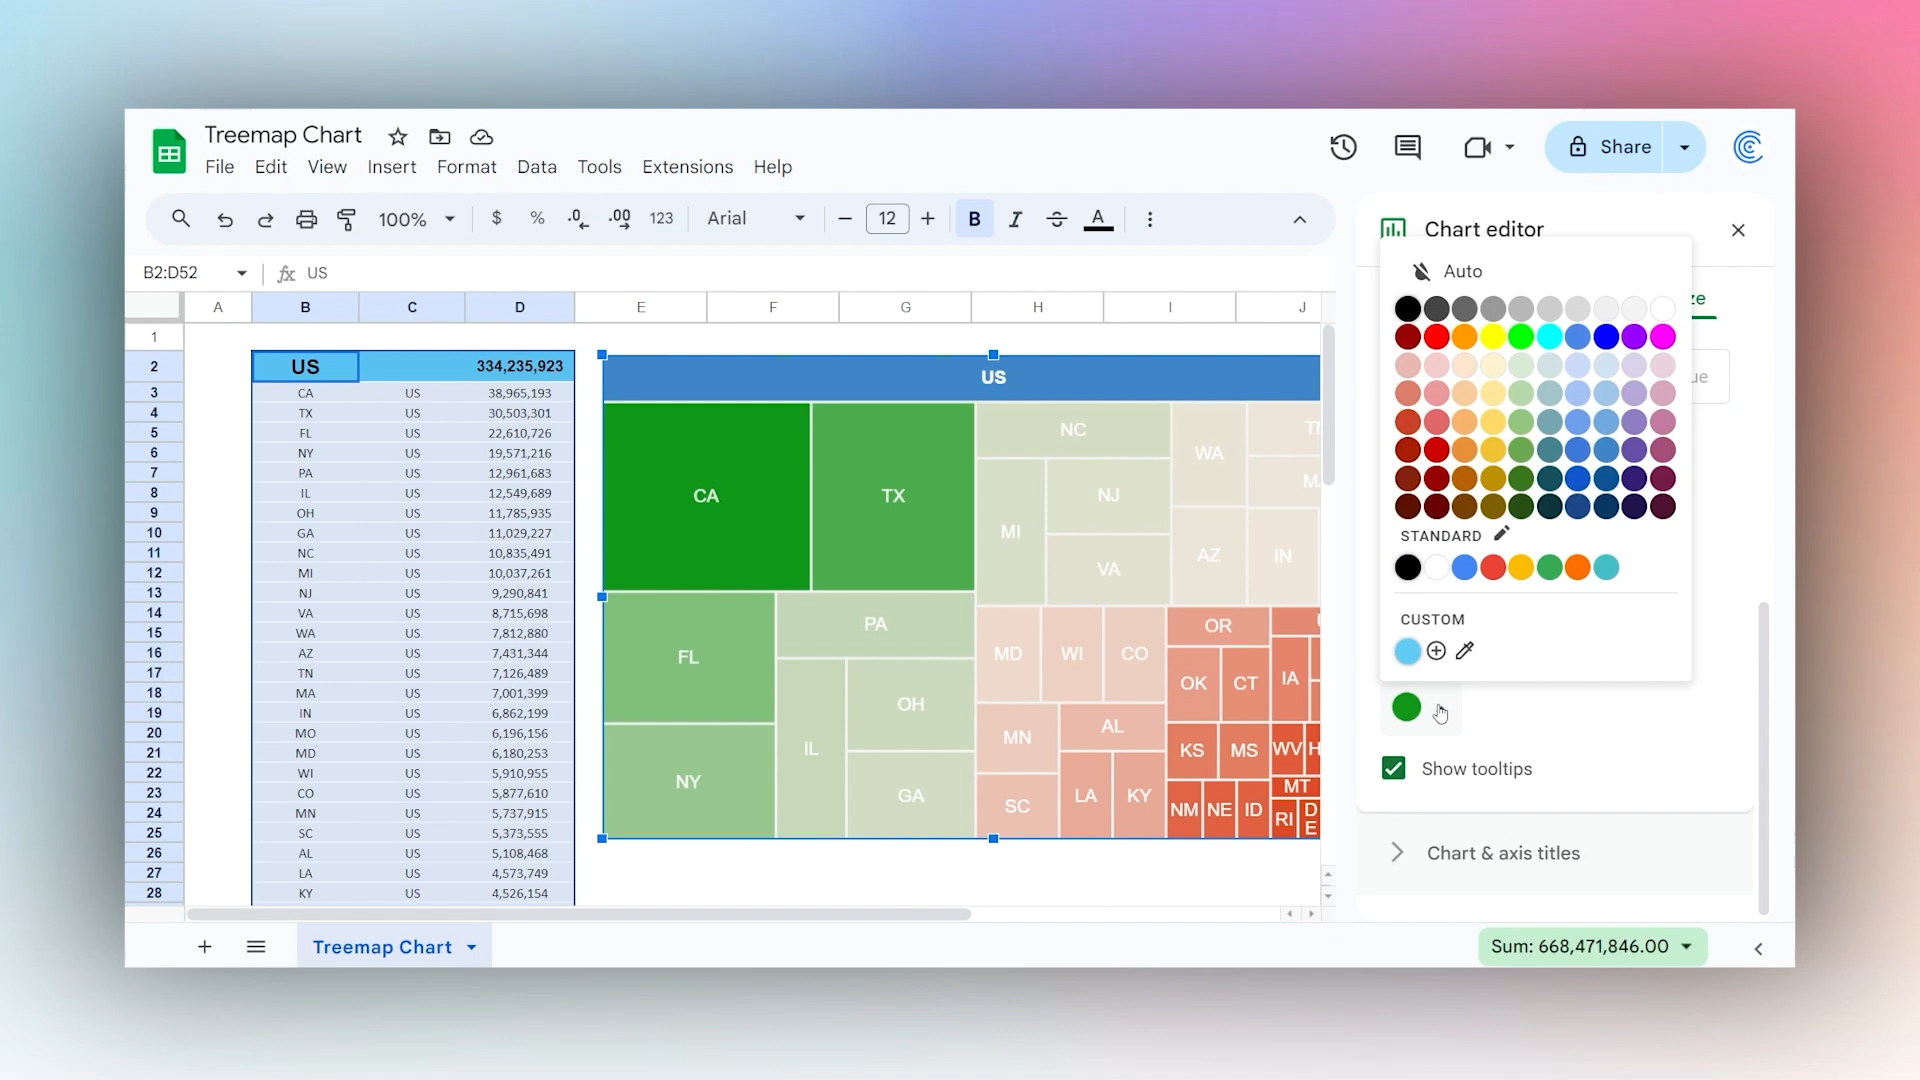 Treemap Chart
File Edit View Insert Format Data Tools Extensions Help
Share
100% $ % .0 .00 123 Arial 12 B I A
B2:D52 fx US
Chart editor
A B C D E F G H I J
1
2 US 334,235,923
3 CA US 38,965,193
4 TX US 30,503,301
5 FL US 22,610,726
6 NY US 19,571,216
7 PA US 12,961,683
8 IL US 12,549,689
9 OH US 11,785,935
10 GA US 11,029,227
11 NC US 10,835,491
12 MI US 10,037,261
13 NJ US 9,290,841
14 VA US 8,715,698
15 WA US 7,812,880
16 AZ US 7,431,344
17 TN US 7,126,489
18 MA US 7,001,399
19 IN US 6,862,199
20 MO US 6,196,156
21 MD US 6,180,253
22 WI US 5,910,955
23 CO US 5,877,610
24 MN US 5,737,915
25 SC US 5,373,555
26 AL US 5,108,468
27 LA US 4,573,749
28 KY US 4,526,154
US
CA
TX
FL
NY
PA
IL
OH
GA
NC
MI
NJ
VA
WA
AZ
IN
MD
WI
CO
MN
SC
AL
LA
KY
OR
OK
CT
IA
KS
MS
WV
MT
NM
NE
ID
RI
DE
Auto
STANDARD
CUSTOM
Show tooltips
Chart & axis titles
Treemap Chart
Sum: 668,471,846.00